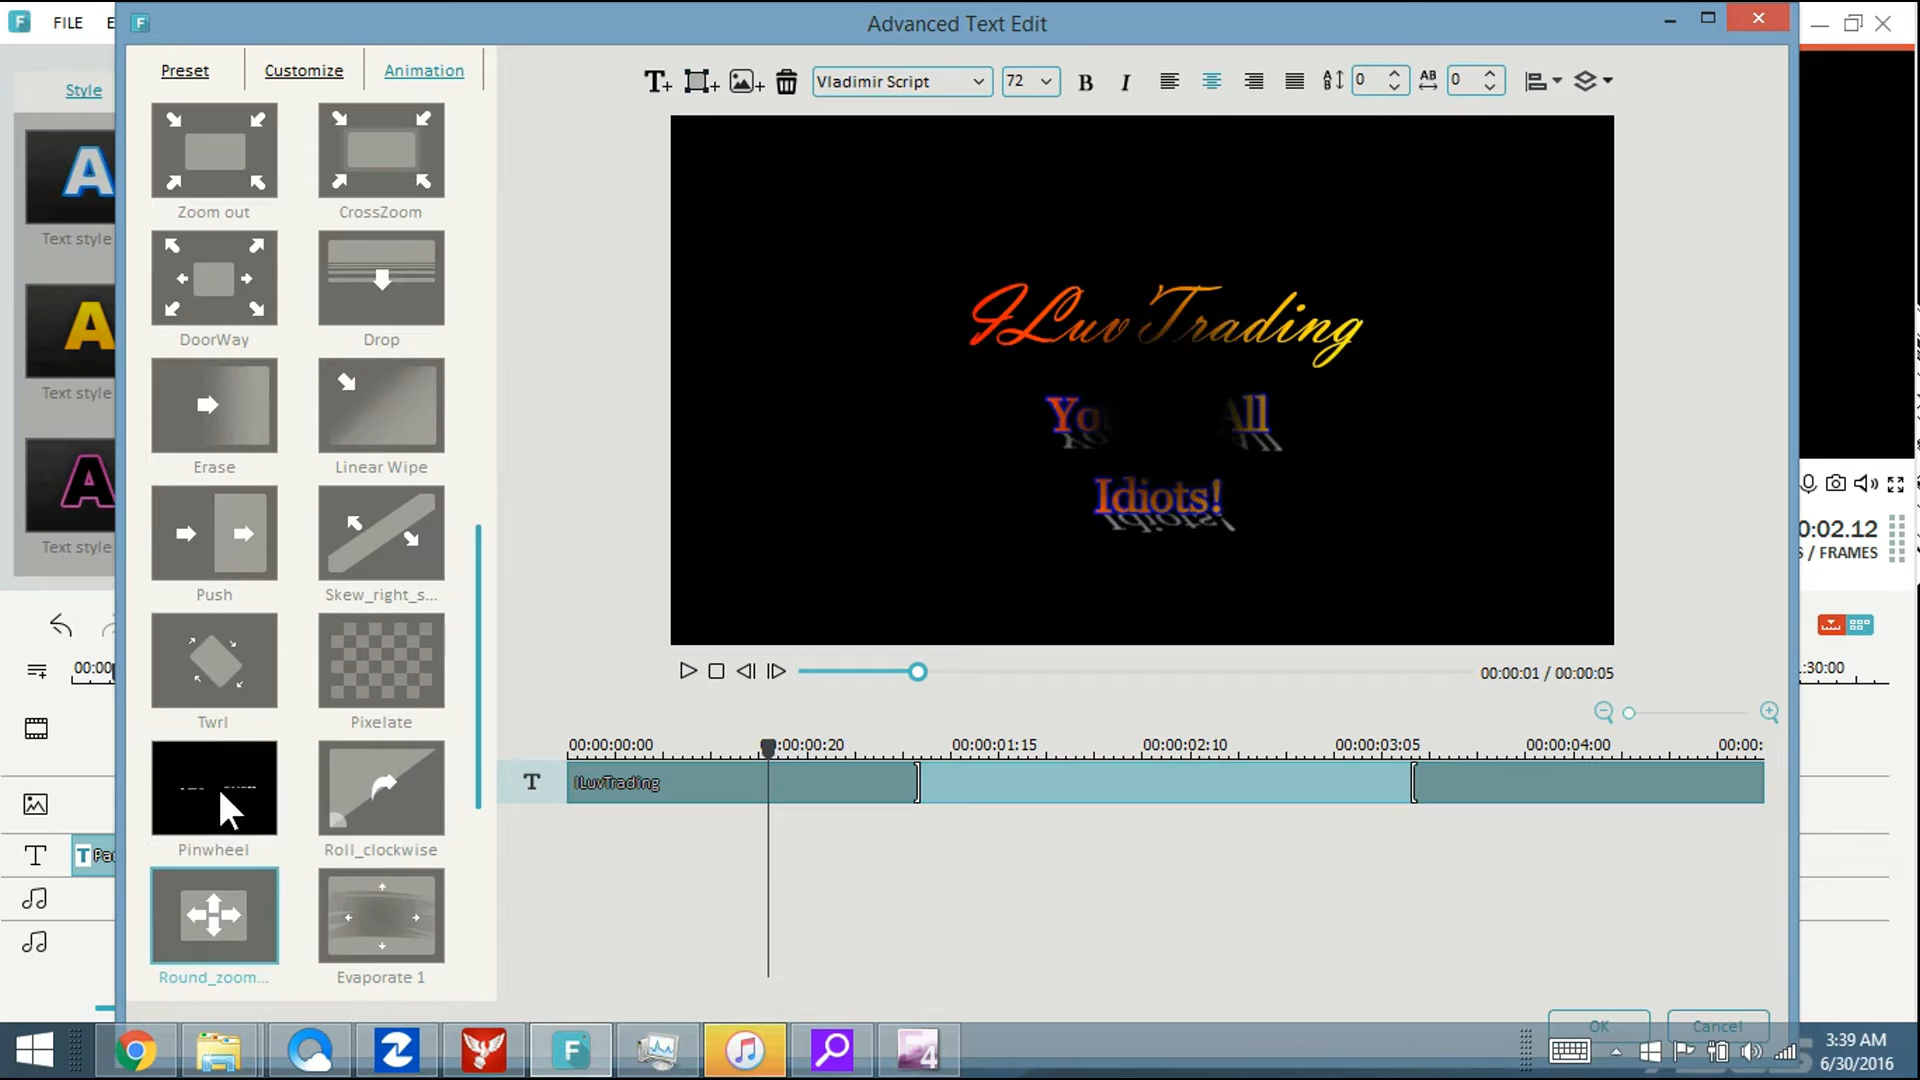 FILE
Advanced Text Edit
Style
Preset
Customize
Animation
Vladimir Script
72
B
I
0
AB
0
Zoom out
CrossZoom
DoorWay
Drop
Erase
Linear Wipe
Push
Skew_right_s...
Twrl
Pixelate
Pinwheel
Roll_clockwise
Round_zoom...
Evaporate 1
A
Text style
A
Text style
A
Text style
ILuvTrading
All
Idiots!
00:00:01 / 00:00:05
0:02.12
S / FRAMES
00:00
:30:00
00:00:00:00
00:00:00:20
00:00:01:15
00:00:02:10
00:00:03:05
00:00:04:00
00:00:
T
ILuvTrading
T
T
OK
Cancel
3:39 AM
6/30/2016